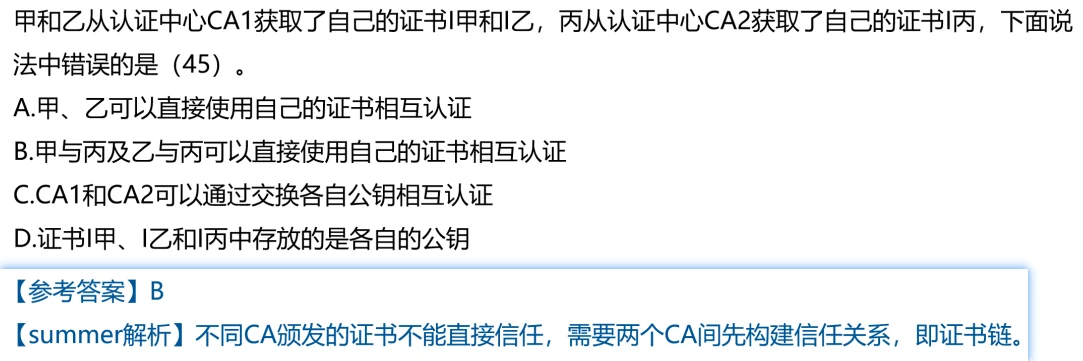 甲和乙从认证中心CA1获取了自己的证书I甲和I乙，丙从认证中心CA2获取了自己的证书I丙，下面说
法中错误的是（45）。
A.甲、乙可以直接使用自己的证书相互认证
B.甲与丙及乙与丙可以直接使用自己的证书相互认证
C.CA1和CA2可以通过交换各自公钥相互认证
D.证书I甲、I乙和I丙中存放的是各自的公钥
【参考答案】B
【summer解析】不同CA颁发的证书不能直接信任，需要两个CA间先构建信任关系，即证书链。